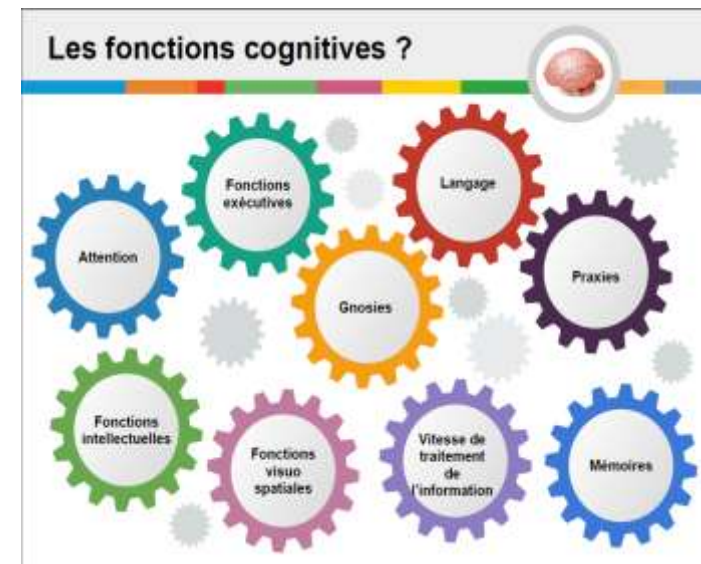 Les fonctions cognitives ?
Fonctions
exécutives
Langage
Attention
Praxies
Gnosies
Fonctions
intellectuelles
Fonctions
visuo
spatiales
Vitesse de
traitement
de
l'information
Mémoires